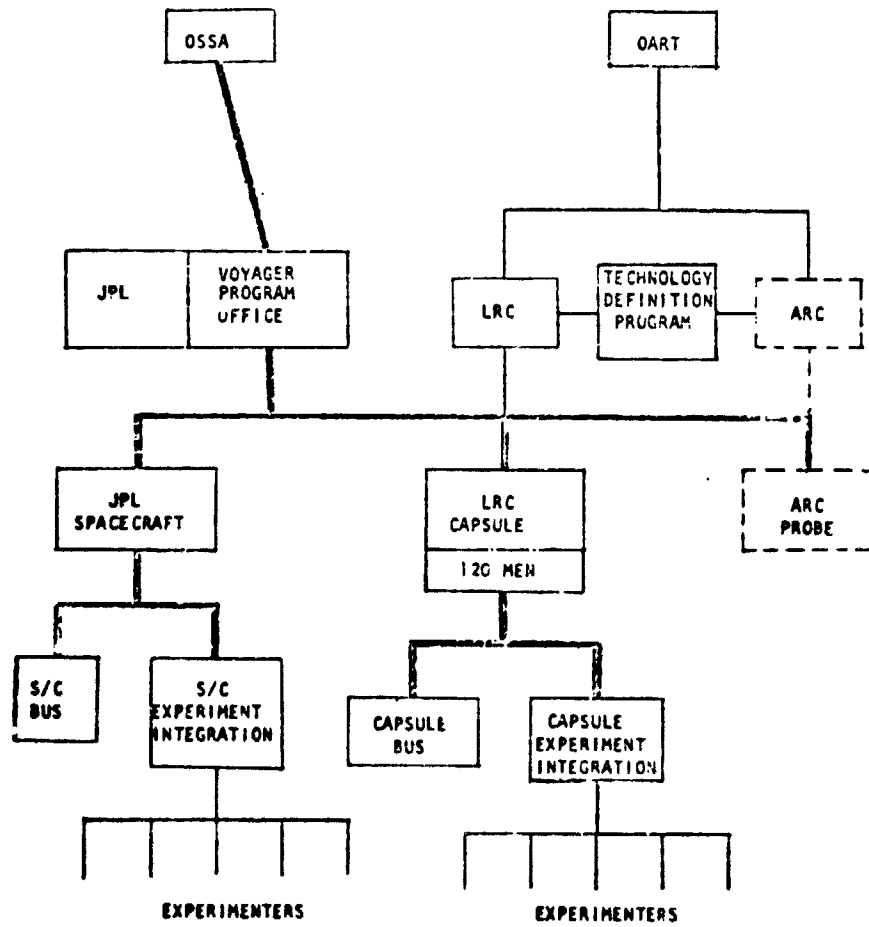 OSSA
OART
JPL
VOYAGER
PROGRAM
OFFICE
LRC
TECHNOLOGY
DEFINITION
PROGRAM
ARC
JPL
SPACECRAFT
LRC
CAPSULE
120 MEN
ARC
PROBE
S/C
BUS
S/C
EXPERIMENT
INTEGRATION
CAPSULE
BUS
CAPSULE
EXPERIMENT
INTEGRATION
EXPERIMENTERS
EXPERIMENTERS